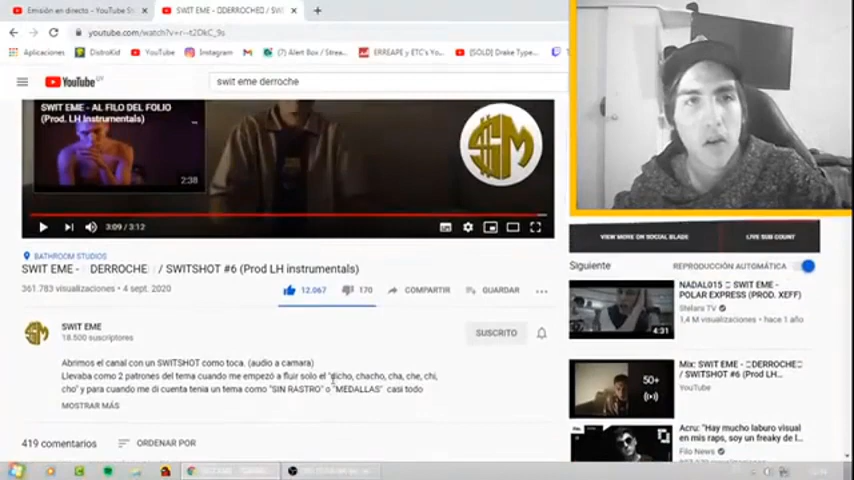 Emisión en directo - YouTube S
SWIT EME - DERROCHE / SWI
youtube.com/watch?v=r--t2DkC_9s
Aplicaciones
DistroKid
YouTube
Instagram
Gmail
(7) Alert Box / Strea...
ERREAPE y ETC's Yo...
[SOLD] Drake Type...
YouTube UY
swit eme derroche
SWIT EME - AL FILO DEL FOLIO
(Prod. LH Instrumentals)
2:38
$M
3:09 / 3:12
BATHROOM STUDIOS
SWIT EME - DERROCHE / SWITSHOT #6 (Prod LH instrumentals)
361.783 visualizaciones • 4 sept. 2020
12.067
170
COMPARTIR
GUARDAR
SWIT EME
18.500 suscriptores
SUSCRITO
Abrimos el canal con un SWITSHOT como toca. (audio a camara)
Llevaba como 2 patrones del tema cuando me empezó a fluir solo el "dicho, chacho, cha, che, chi,
cho" y para cuando me di cuenta tenia un tema como "SIN RASTRO" o "MEDALLAS" casi todo
MOSTRAR MÁS
419 comentarios
ORDENAR POR
VIEW MORE ON SOCIAL BLADE
LIVE SUB COUNT
Siguiente
REPRODUCCIÓN AUTOMÁTICA
NADAL015 SWIT EME -
POLAR EXPRESS (PROD. XEFF)
Stelara TV
1,4 M visualizaciones • hace 1 año
4:31
Mix: SWIT EME - DERROCHE
/ SWITSHOT #6 (Prod LH...
YouTube
50+
Acru: "Hay mucho laburo visual
en mis raps, soy un freaky de l...
Filo News